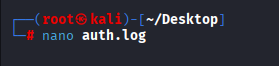 ┌──(root㉿kali)-[~/Desktop]
└─# nano auth.log